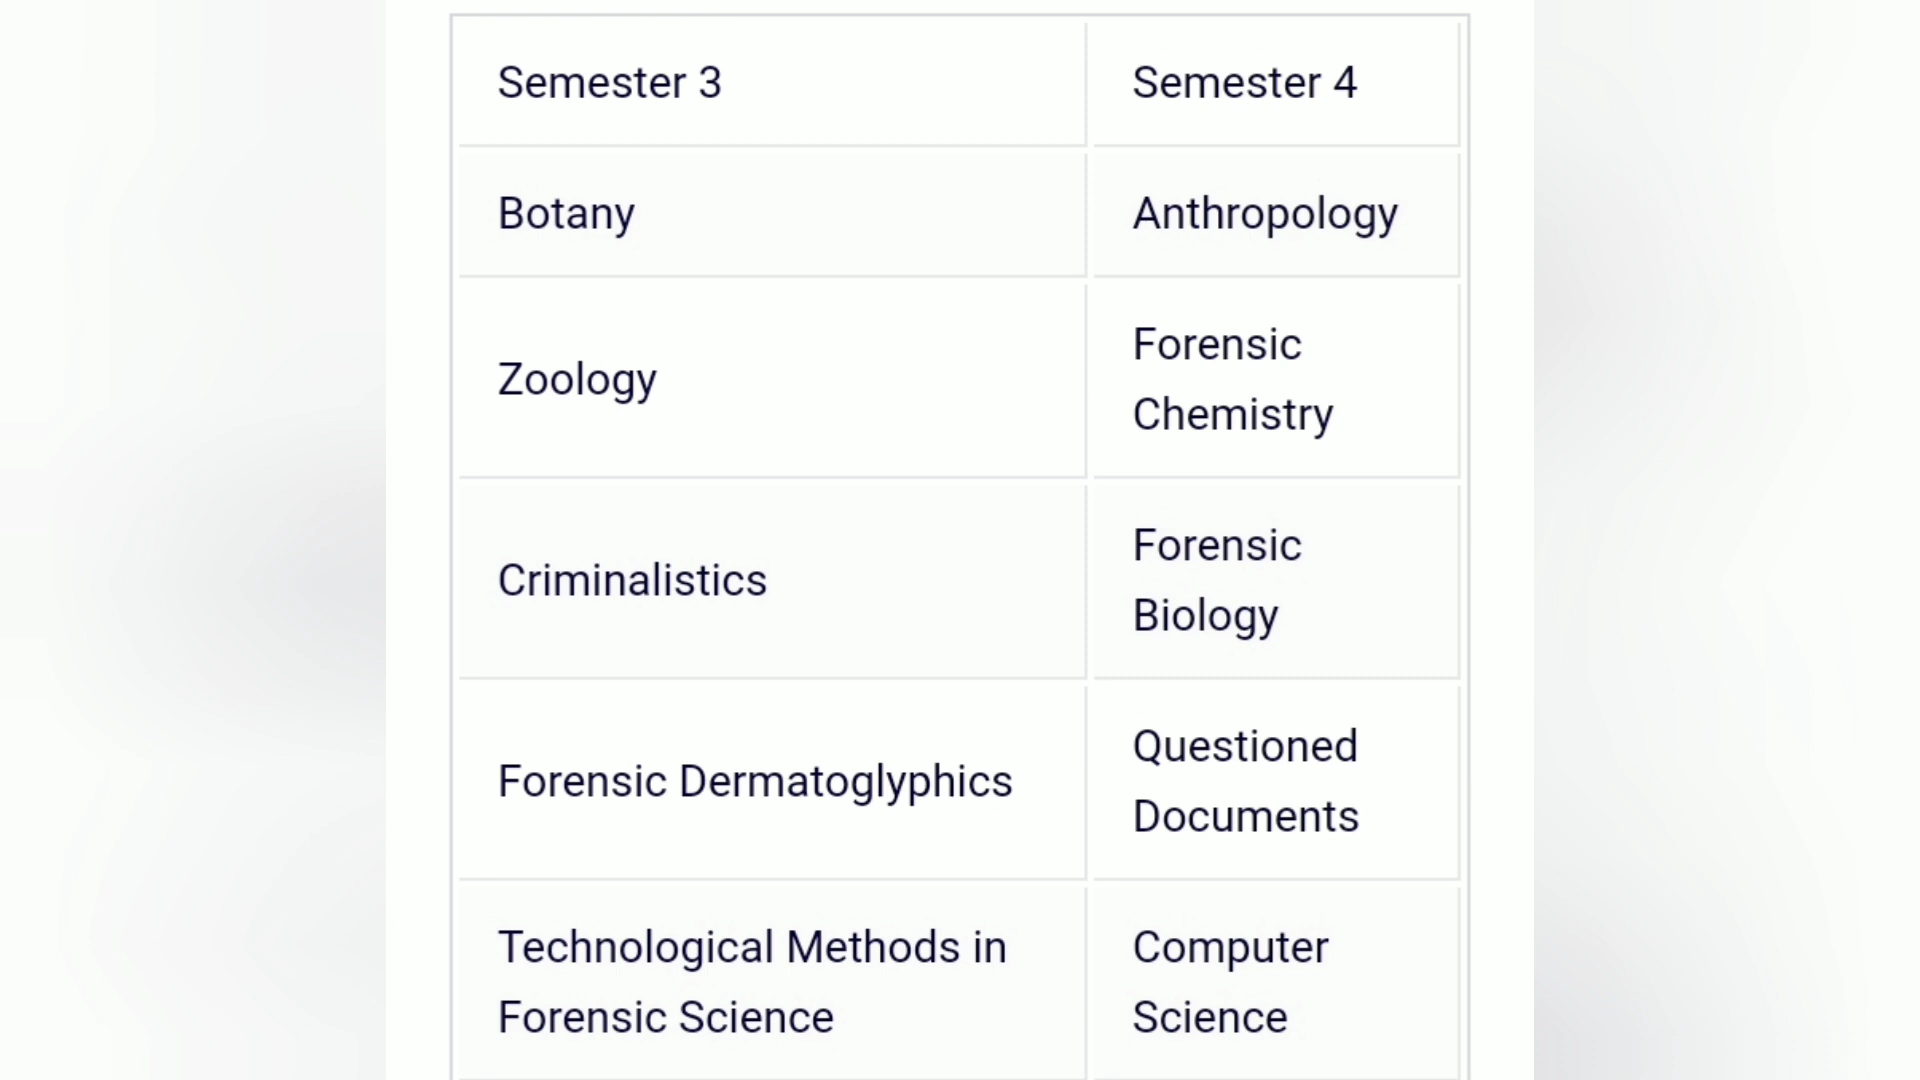 Semester 3
Semester 4
Botany
Anthropology
Zoology
Forensic
Chemistry
Criminalistics
Forensic
Biology
Forensic Dermatoglyphics
Questioned
Documents
Technological Methods in
Forensic Science
Computer
Science